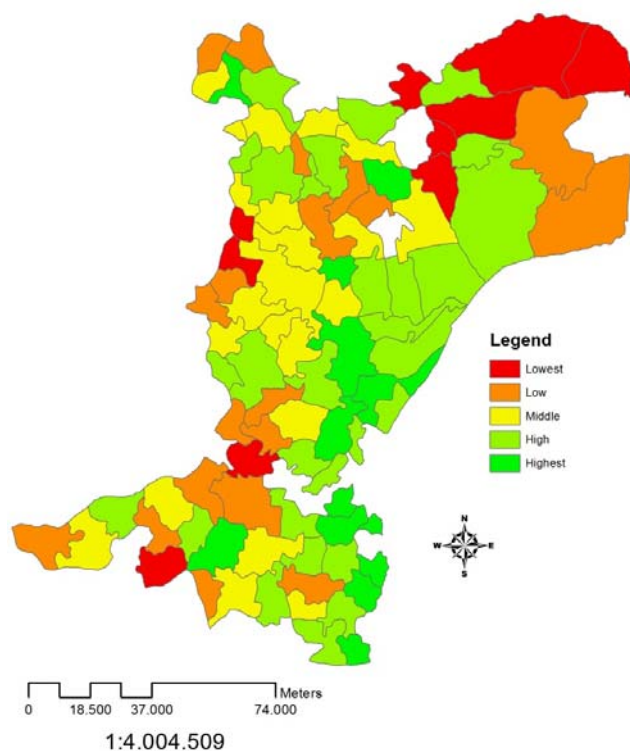 Legend
Lowest
Low
Middle
High
Highest
N
W E
S
Meters
0 18.500 37.000 74.000
1:4.004.509